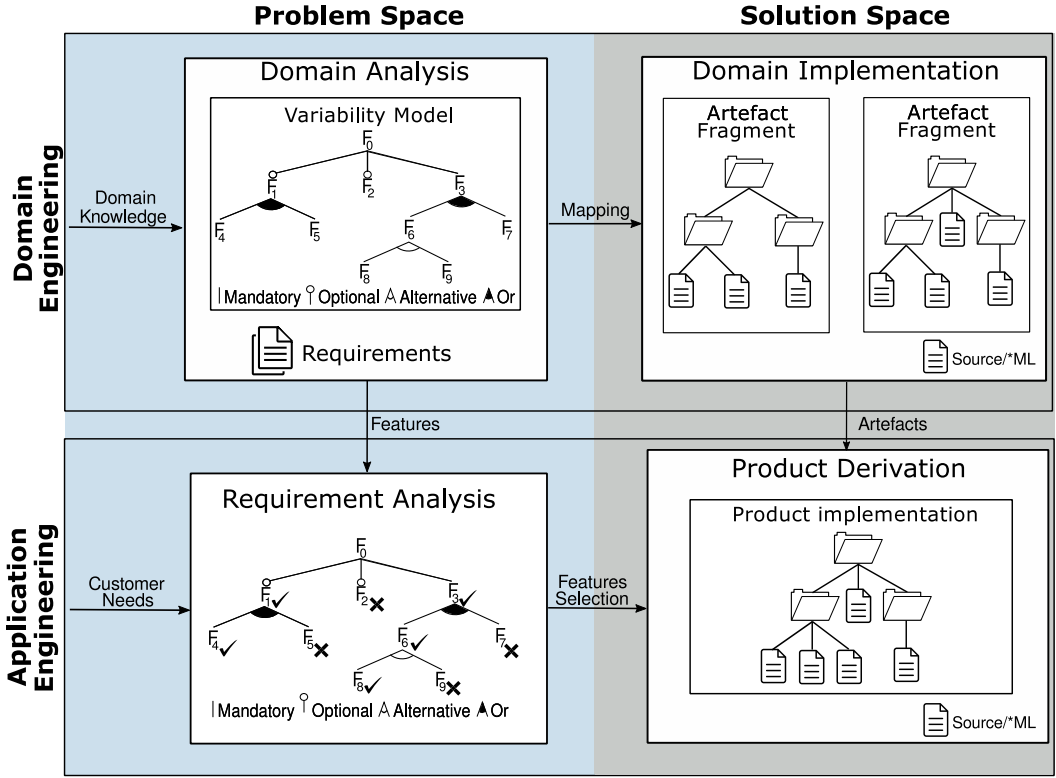 Problem Space
Solution Space
Domain
Engineering
Domain
Knowledge
Domain Analysis
Variability Model
F0
F1
F2
F3
F4
F5
F6
F7
F8
F9
Mandatory Optional Alternative Or
Requirements
Mapping
Domain Implementation
Artefact
Fragment
Artefact
Fragment
Source/*ML
Features
Artefacts
Application
Engineering
Customer
Needs
Requirement Analysis
F0
F1
F2
F3
F4
F5
F6
F7
F8
F9
Mandatory Optional Alternative Or
Features
Selection
Product Derivation
Product implementation
Source/*ML